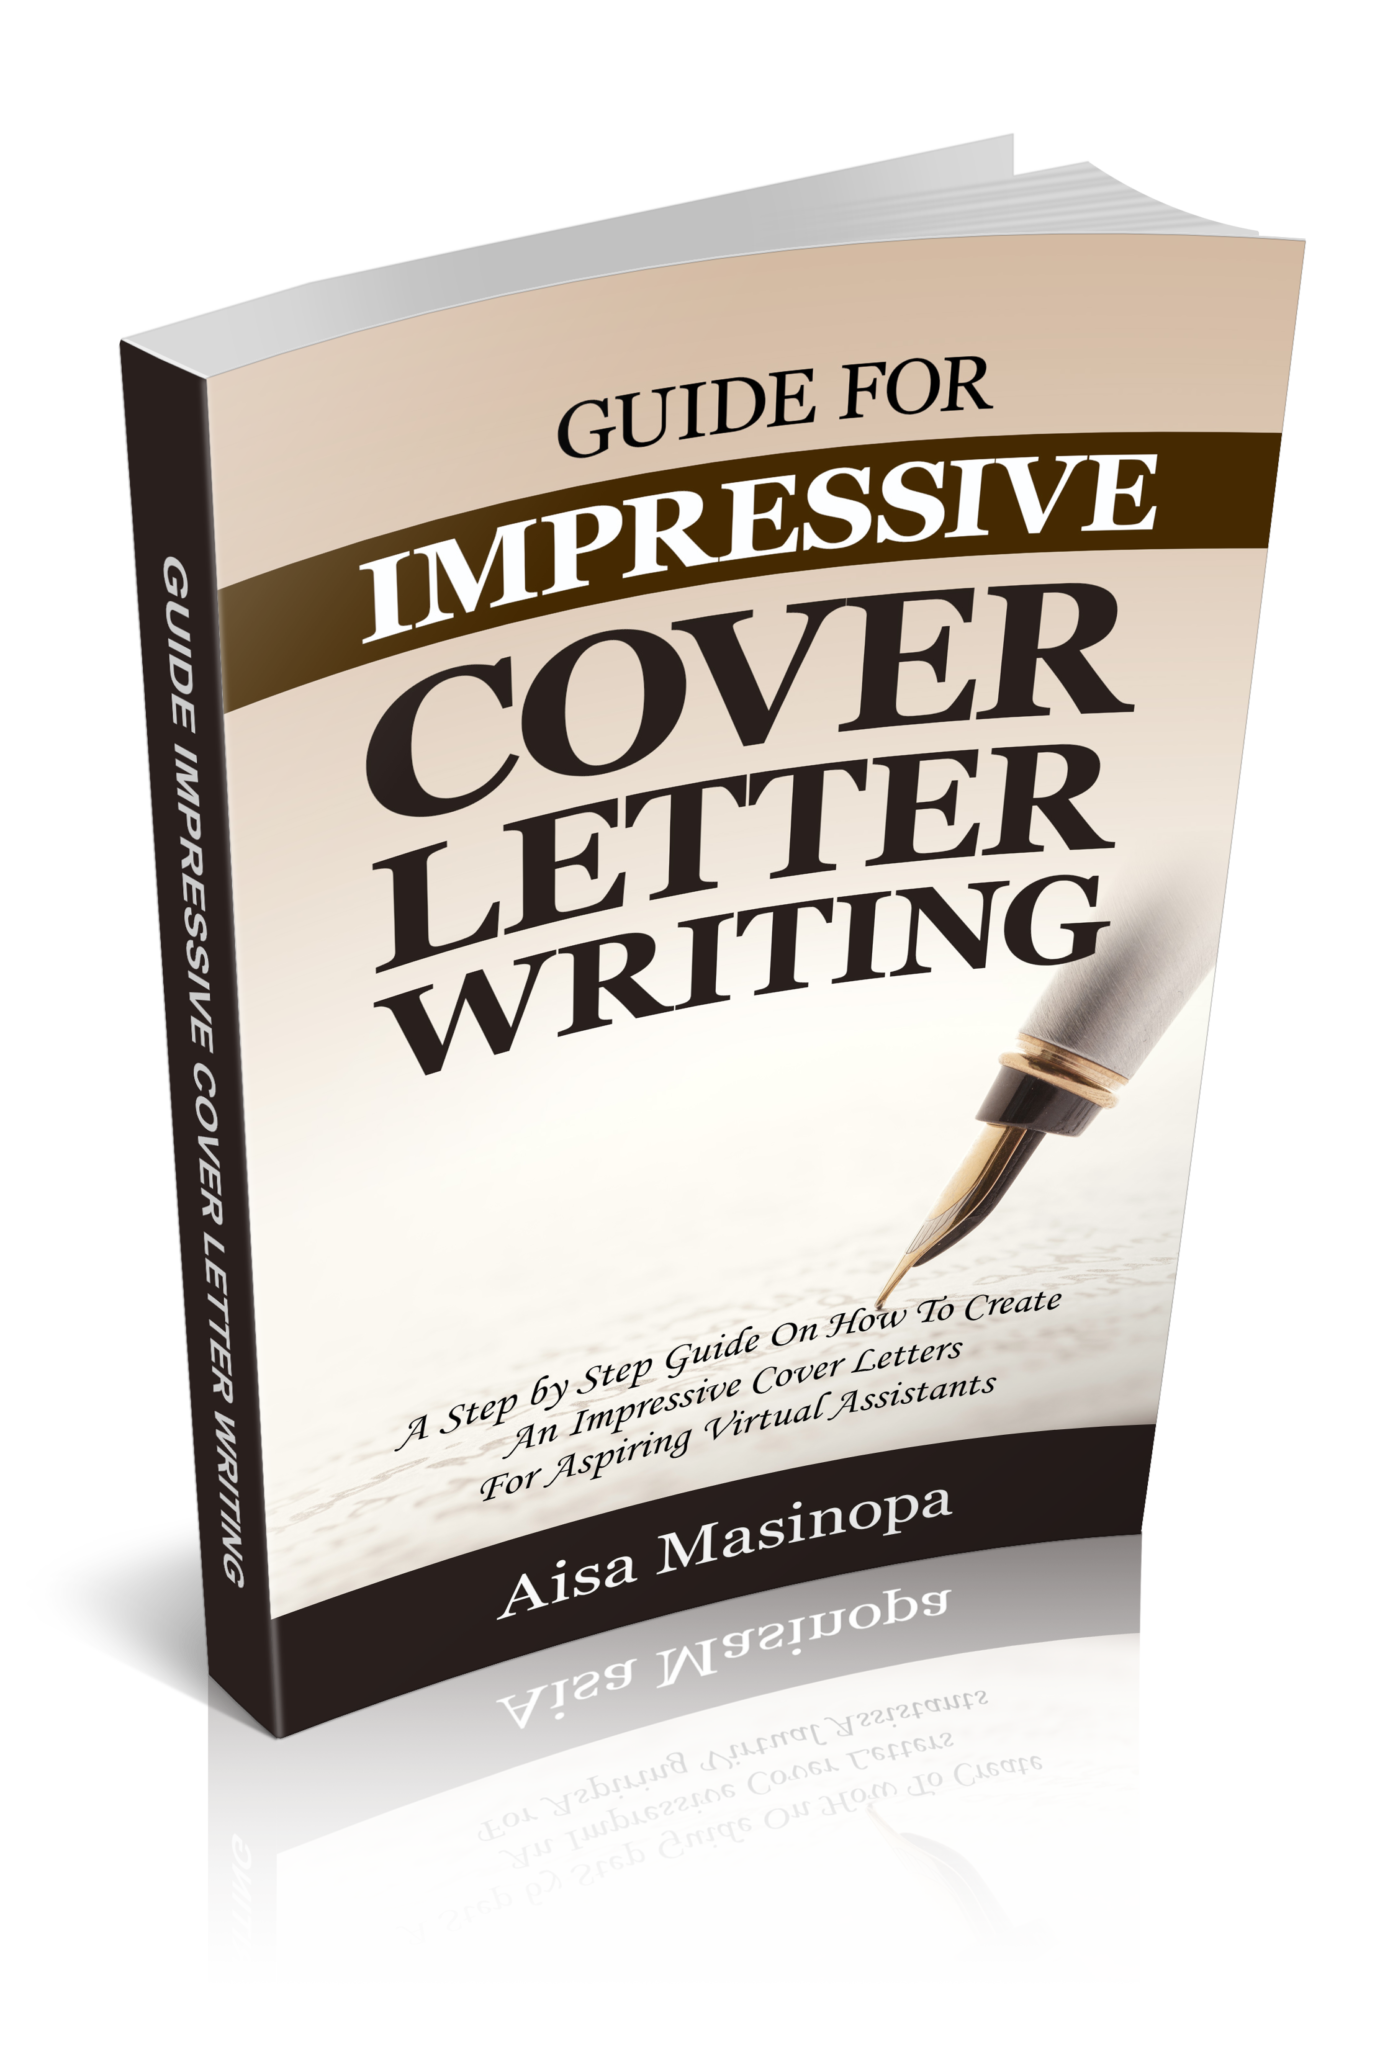 GUIDE FOR
IMPRESSIVE
COVER
LETTER
WRITING
A Step by Step Guide On How To Create
An Impressive Cover Letters
For Aspiring Virtual Assistants
Aisa Masinopa
GUIDE IMPRESSIVE COVER LETTER WRITING